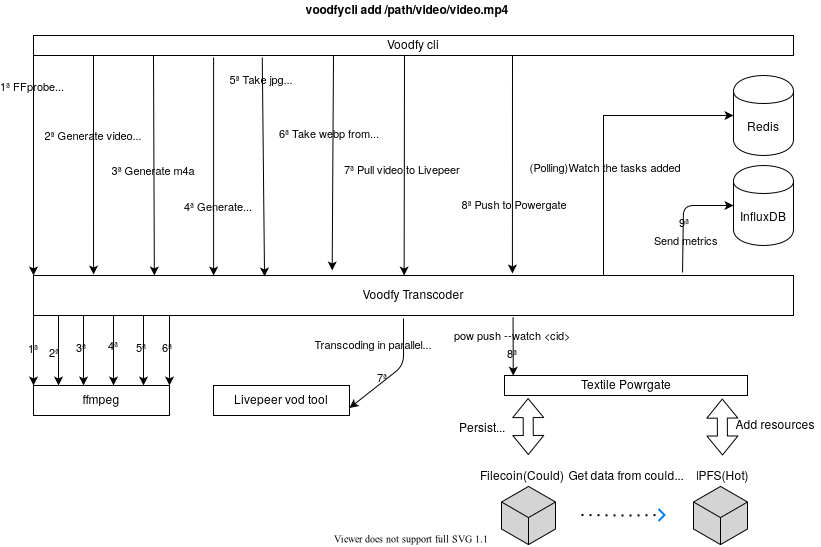 voodfycli add /path/video/video.mp4
Voodfy cli
1ª FFprobe...
2ª Generate video...
3ª Generate m4a
4ª Generate...
5ª Take jpg...
6ª Take webp from...
7ª Pull video to Livepeer
8ª Push to Powergate
(Polling)Watch the tasks added
Redis
InfluxDB
9ª
Send metrics
Voodfy Transcoder
1ª
2ª
3ª
4ª
5ª
6ª
Transcoding in parallel...
7ª
pow push --watch <cid>
8ª
ffmpeg
Livepeer vod tool
Textile Powrgate
Persist...
Add resources
Filecoin(Could)
Get data from could...
IPFS(Hot)
Viewer does not support full SVG 1.1